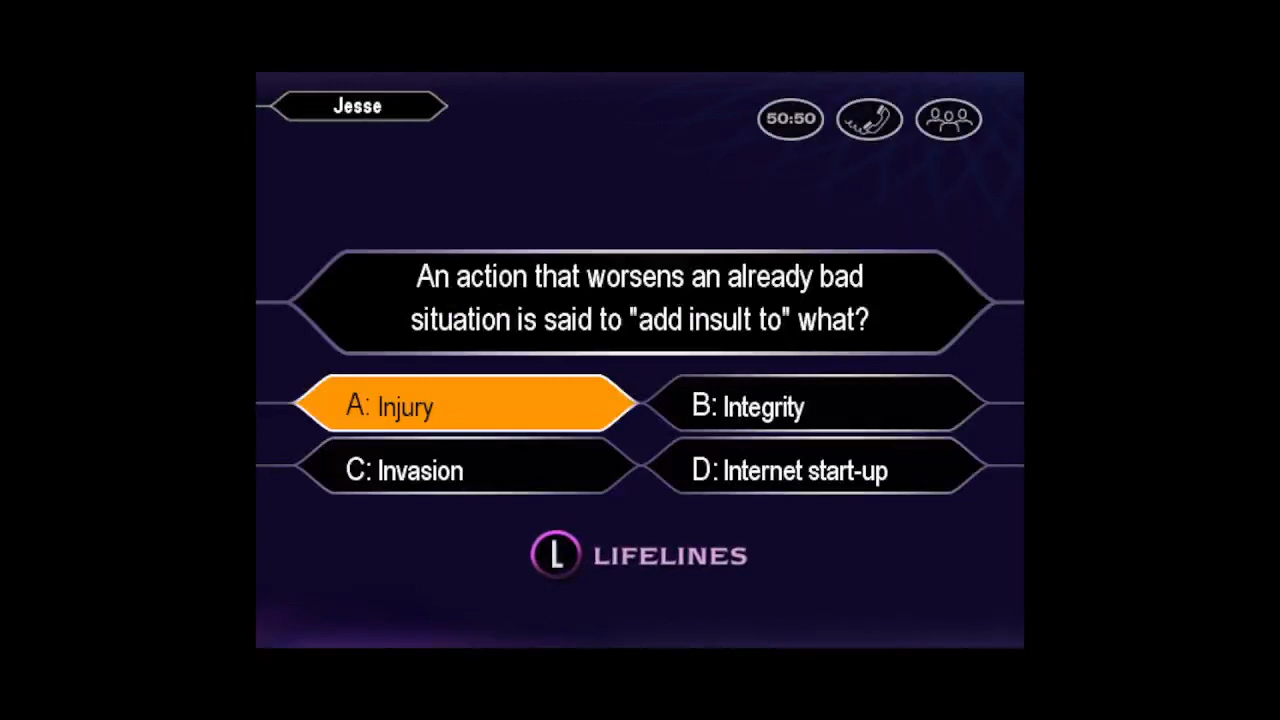 Jesse
50:50
An action that worsens an already bad
situation is said to "add insult to" what?
A: Injury
B: Integrity
C: Invasion
D: Internet start-up
L LIFELINES